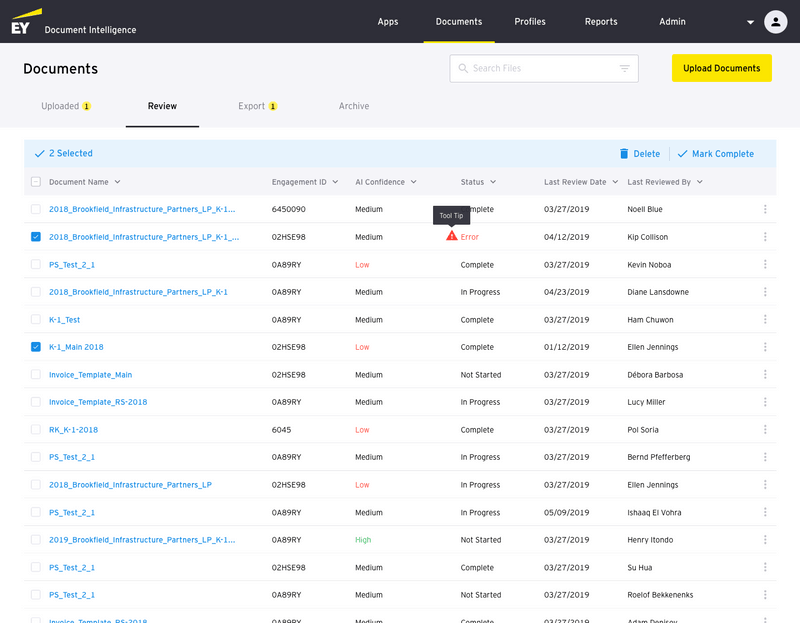 EY Document Intelligence Apps Documents Profiles Reports Admin
Documents Search Files Upload Documents
Uploaded 1 Review Export 1 Archive
2 Selected Delete Mark Complete
Document Name Engagement ID AI Confidence Status Last Review Date Last Reviewed By
2018_Brookfield_Infrastructure_Partners_LP_K-1... 6450090 Medium mplete 03/27/2019 Noell Blue
Tool Tip
2018_Brookfield_Infrastructure_Partners_LP_K-1_... 02HSE98 Medium Error 04/12/2019 Kip Collison
PS_Test_2_1 0A89RY Low Complete 03/27/2019 Kevin Noboa
2018_Brookfield_Infrastructure_Partners_LP_K-1 0A89RY Medium In Progress 04/23/2019 Diane Lansdowne
K-1_Test 0A89RY Medium Complete 03/27/2019 Ham Chuwon
K-1_Main 2018 02HSE98 Low Complete 01/12/2019 Ellen Jennings
Invoice_Template_Main 02HSE98 Medium Not Started 03/27/2019 Débora Barbosa
Invoice_Template_RS-2018 0A89RY Medium In Progress 03/27/2019 Lucy Miller
RK_K-1-2018 6045 Low Complete 03/27/2019 Pol Soria
PS_Test_2_1 0A89RY Medium In Progress 03/27/2019 Bernd Pfefferberg
2018_Brookfield_Infrastructure_Partners_LP 02HSE98 Low In Progress 03/27/2019 Ellen Jennings
PS_Test_2_1 0A89RY Medium In Progress 05/09/2019 Ishaaq El Vohra
2019_Brookfield_Infrastructure_Partners_LP_K-1... 0A89RY High Not Started 03/27/2019 Henry Itondo
PS_Test_2_1 02HSE98 Medium Complete 03/27/2019 Su Hua
PS_Test_2_1 0A89RY Medium Not Started 03/27/2019 Roelof Bekkenenks
Invoice_Template_RS-2018 0A89RY Medium Complete 03/27/2019 Adam Denisov